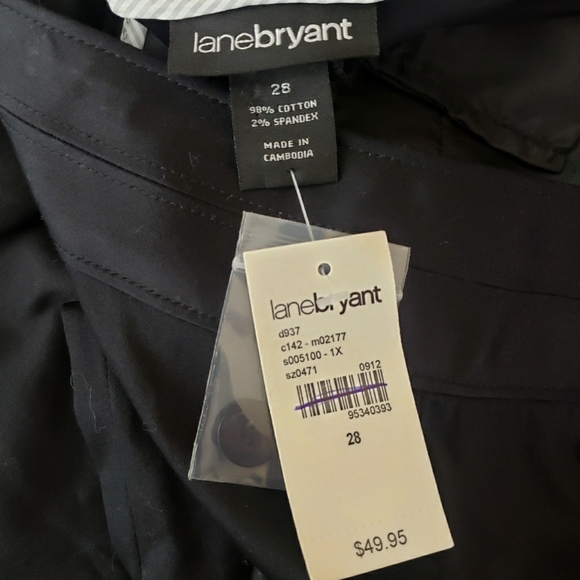 lanebryant
28
98% COTTON
2% SPANDEX
MADE IN
CAMBODIA
lanebryant
d937
c142 - m02177
s005100 - 1X
sz0471
0912
95340393
28
$49.95